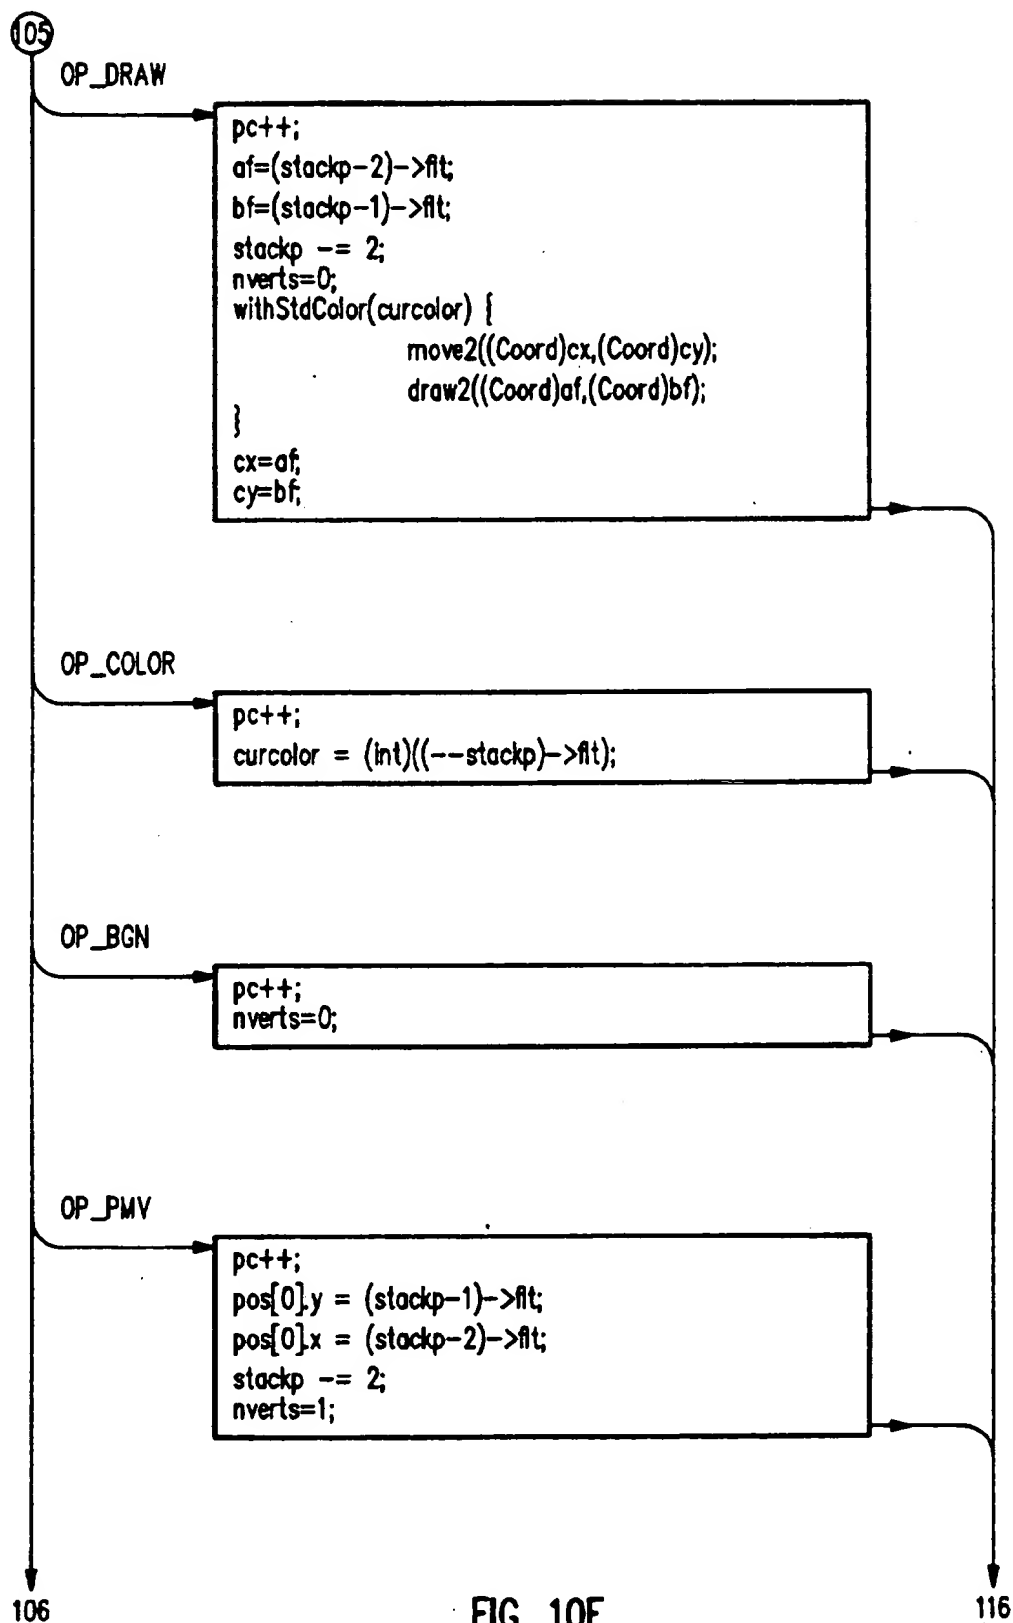 105
OP_DRAW
pc++;
af=(stackp-2)->flt;
bf=(stackp-1)->flt;
stackp -= 2;
nverts=0;
withStdColor(curcolor) {
move2((Coord)cx,(Coord)cy);
draw2((Coord)af,(Coord)bf);
}
cx=af;
cy=bf;
OP_COLOR
pc++;
curcolor = (int)((--stackp)->flt);
OP_BGN
pc++;
nverts=0;
OP_PMV
pc++;
pos[0].y = (stackp-1)->flt;
pos[0].x = (stackp-2)->flt;
stackp -= 2;
nverts=1;
106
116